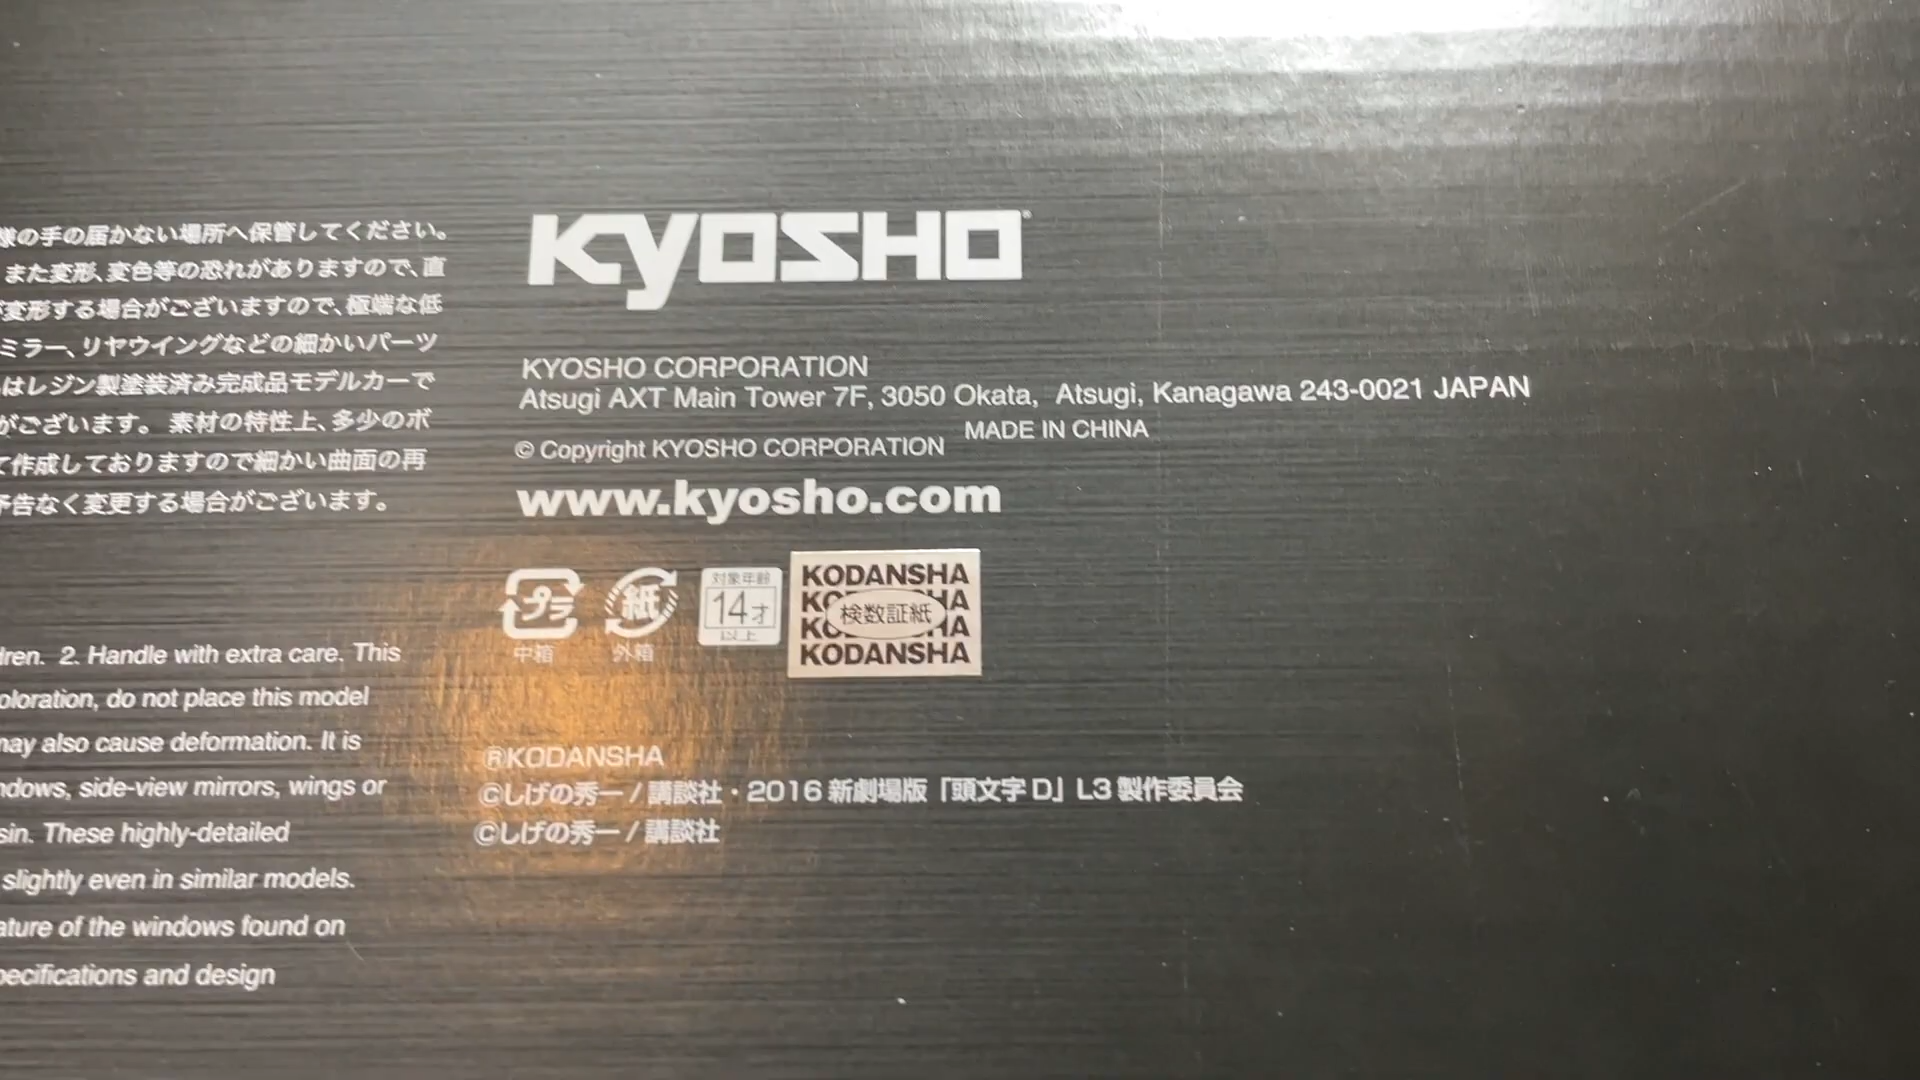 様の手の届かない場所へ保管してください。
また変形、変色等の恐れがありますので、直
変形する場合がございますので、極端な低
ミラー、リヤウイングなどの細かいパーツ
はレジン製塗装済み完成品モデルカーで
がございます。素材の特性上、多少のボ
て作成しておりますので細かい曲面の再
予告なく変更する場合がございます。
dren. 2. Handle with extra care. This
oloration, do not place this model
may also cause deformation. It is
ndows, side-view mirrors, wings or
sin. These highly-detailed
slightly even in similar models.
ature of the windows found on
pecifications and design
KYOSHO
KYOSHO CORPORATION
Atsugi AXT Main Tower 7F, 3050 Okata, Atsugi, Kanagawa 243-0021 JAPAN
MADE IN CHINA
© Copyright KYOSHO CORPORATION
www.kyosho.com
プラ
中箱
紙
外箱
対象年齢
14才
以上
KODANSHA
検数証紙
KODANSHA
®KODANSHA
©しげの秀一/講談社・2016新劇場版「頭文字D」L3製作委員会
©しげの秀一/講談社